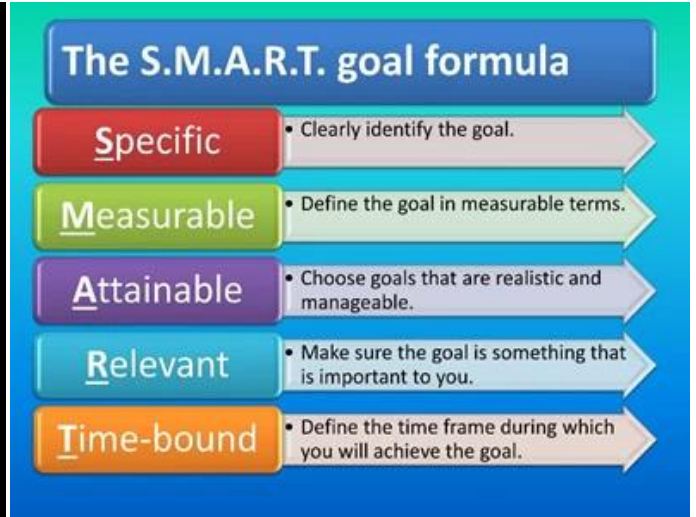 The S.M.A.R.T. goal formula
Specific
• Clearly identify the goal.
Measurable
• Define the goal in measurable terms.
Attainable
• Choose goals that are realistic and
manageable.
Relevant
• Make sure the goal is something that
is important to you.
Time-bound
• Define the time frame during which
you will achieve the goal.